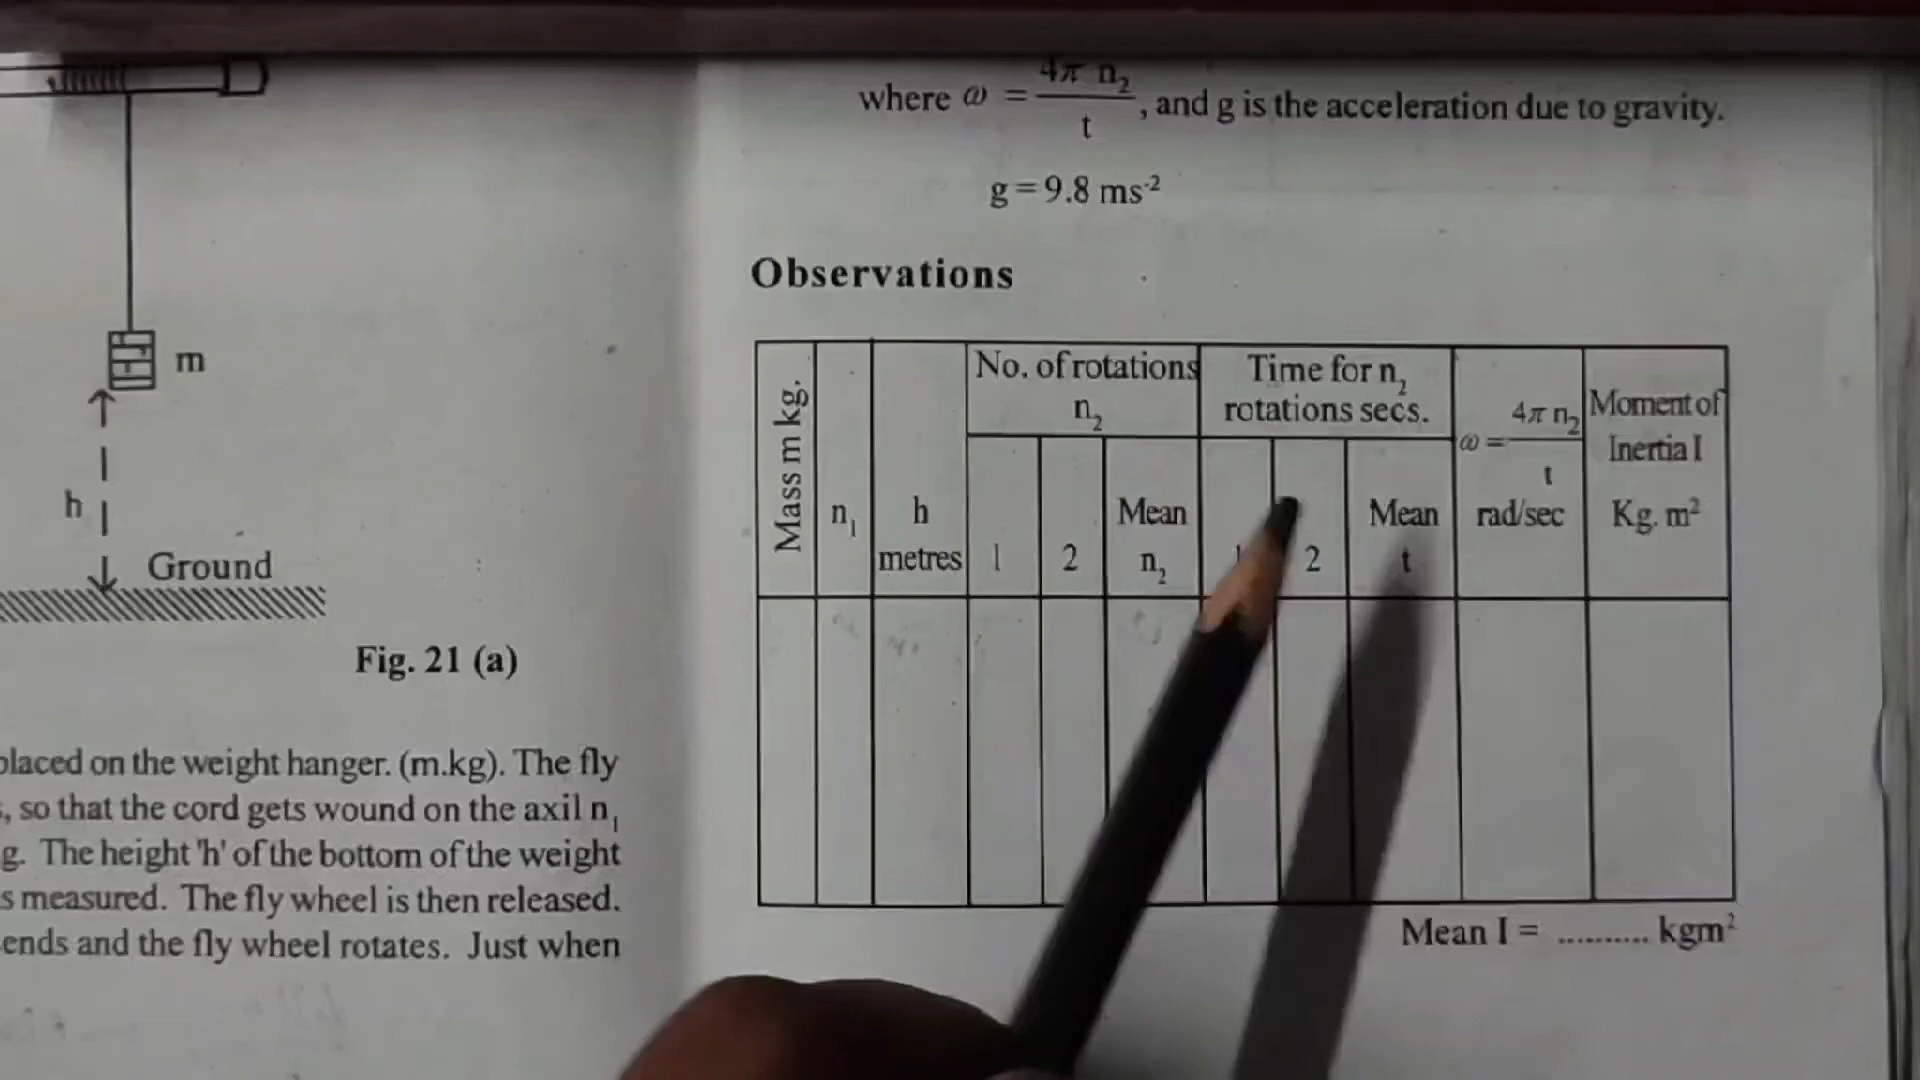 m
h
Ground
Fig. 21 (a)
placed on the weight hanger. (m.kg). The fly
, so that the cord gets wound on the axil n₁
g. The height 'h' of the bottom of the weight
s measured. The fly wheel is then released.
ends and the fly wheel rotates. Just when
where ω = 4π n₂ / t , and g is the acceleration due to gravity.
g = 9.8 ms⁻²
Observations
Mass m kg.
n₁
h
metres
No. of rotations
n₂
1
2
Mean
n₂
Time for n₂
rotations secs.
1
2
Mean
t
ω = 4π n₂ / t
rad/sec
Moment of
Inertia I
Kg. m²
Mean I = .......... kgm²